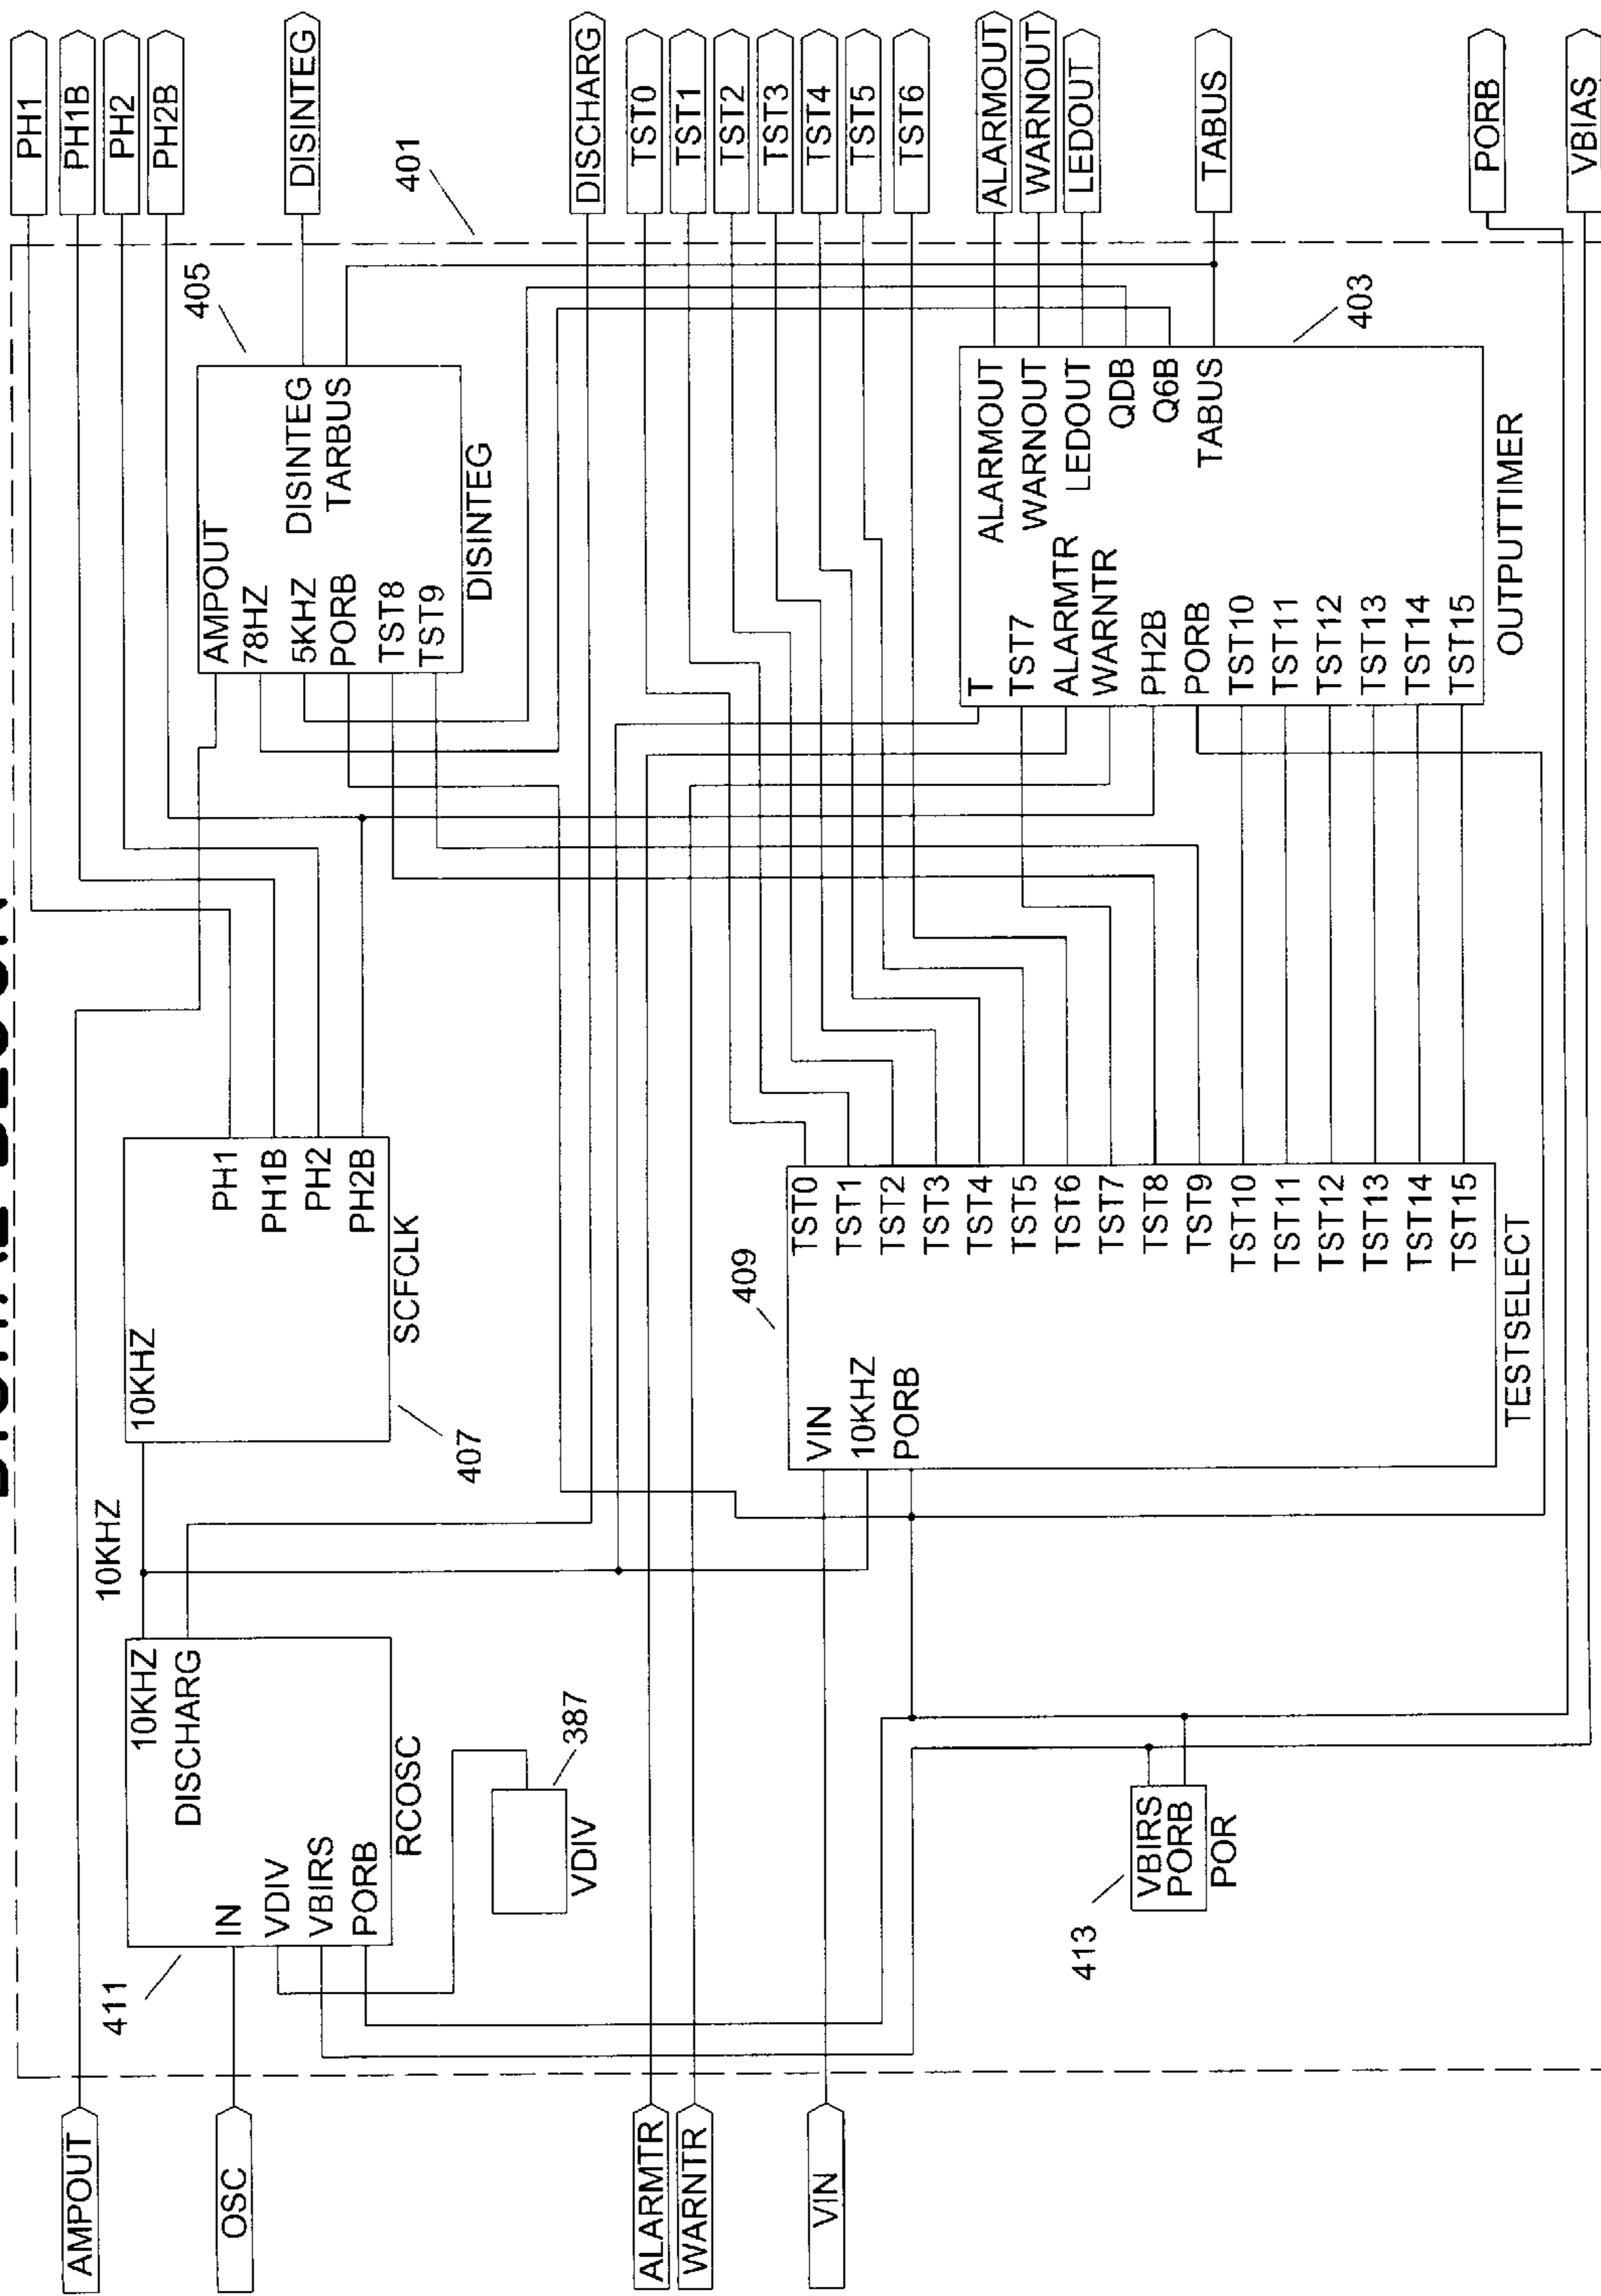 AMPOUT
OSC
ALARMTR
WARNTR
VIN
411
IN
VDIV
VBIRS
PORB
10KHZ
DISCHARG
RCOSC
387
VDIV
413
VBIRS
PORB
POR
10KHZ
10KHZ
PH1
PH1B
PH2
PH2B
SCFCLK
407
409
VIN
10KHZ
PORB
TST0
TST1
TST2
TST3
TST4
TST5
TST6
TST7
TST8
TST9
TST10
TST11
TST12
TST13
TST14
TST15
TESTSELECT
405
AMPOUT
78HZ
5KHZ
PORB
TST8
TST9
DISINTEG
TARBUS
DISINTEG
T
TST7
ALARMTR
WARNTR
PH2B
PORB
TST10
TST11
TST12
TST13
TST14
TST15
ALARMOUT
WARNOUT
LEDOUT
QDB
Q6B
TABUS
OUTPUTTIMER
403
401
PH1
PH1B
PH2
PH2B
DISINTEG
DISCHARG
TST0
TST1
TST2
TST3
TST4
TST5
TST6
ALARMOUT
WARNOUT
LEDOUT
TABUS
PORB
VBIAS